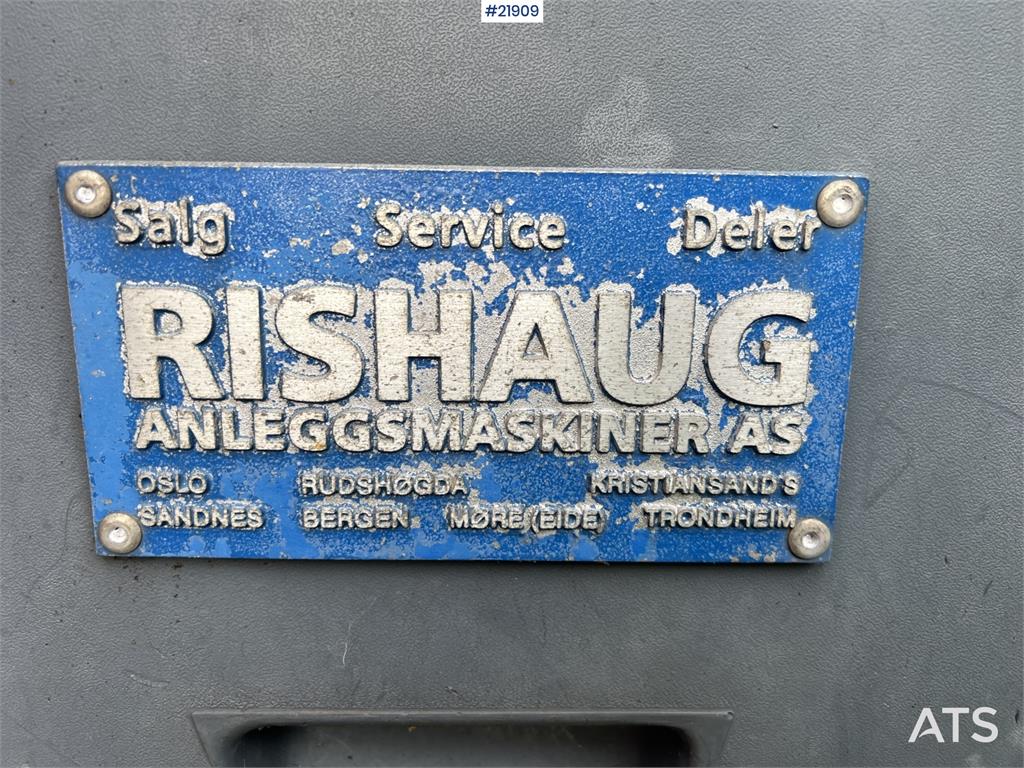 #21909
Salg Service Deler
RISHAUG
ANLEGGSMASKINER AS
OSLO RUDSHØGDA KRISTIANSAND S
SANDNES BERGEN MØRE (EIDE) TRONDHEIM
ATS